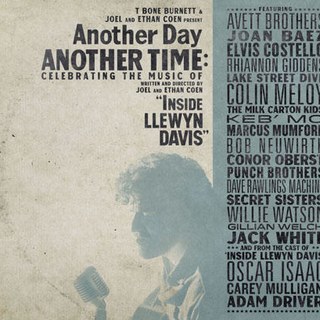 T BONE BURNETT &
JOEL AND ETHAN COEN PRESENT
Another Day
ANOTHER TIME:
CELEBRATING THE MUSIC OF
WRITTEN AND DIRECTED BY
JOEL AND ETHAN COEN
"INSIDE
LLEWYN
DAVIS"
FEATURING
AVETT BROTHERS
JOAN BAEZ
ELVIS COSTELLO
RHIANNON GIDDENS
LAKE STREET DIVE
COLIN MELOY
THE MILK CARTON KIDS
KEB' MO'
MARCUS MUMFORD
BOB NEUWIRTH
CONOR OBERST
PUNCH BROTHERS
DAVE RAWLINGS MACHINE
SECRET SISTERS
WILLIE WATSON
GILLIAN WELCH
JACK WHITE
AND FROM THE CAST OF
"INSIDE LLEWYN DAVIS"
OSCAR ISAAC
CAREY MULLIGAN
ADAM DRIVER